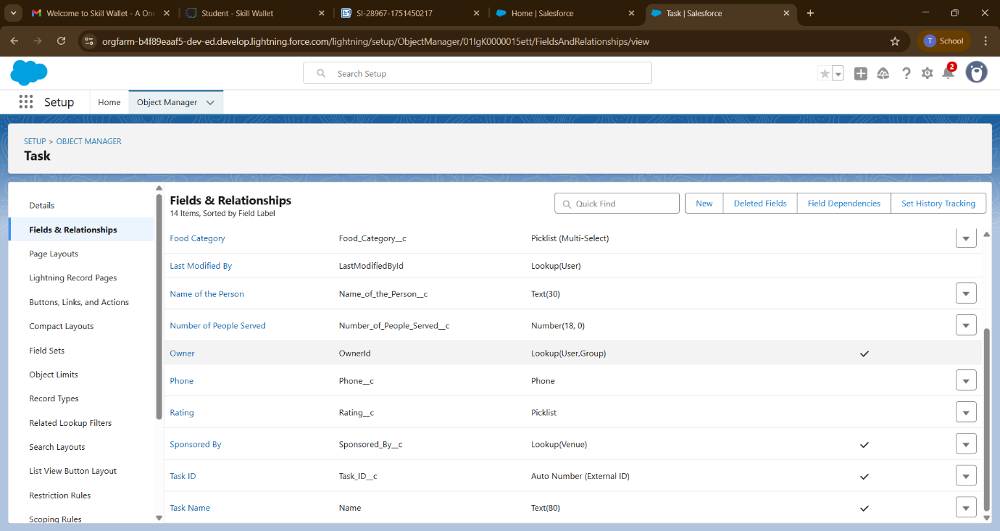 Welcome to Skill Wallet - A One
Student - Skill Wallet
SI-28967-1751450217
Home | Salesforce
Task | Salesforce
orgfarm-b4f89eaaf5-dev-ed.develop.lightning.force.com/lightning/setup/ObjectManager/01IgK0000015ett/FieldsAndRelationships/view
T School
Search Setup
2
Setup Home Object Manager
SETUP > OBJECT MANAGER
Task
Details
Fields & Relationships
Page Layouts
Lightning Record Pages
Buttons, Links, and Actions
Compact Layouts
Field Sets
Object Limits
Record Types
Related Lookup Filters
Search Layouts
List View Button Layout
Restriction Rules
Scoping Rules
Fields & Relationships
14 Items, Sorted by Field Label
Quick Find
New Deleted Fields Field Dependencies Set History Tracking
Food Category Food_Category__c Picklist (Multi-Select)
Last Modified By LastModifiedById Lookup(User)
Name of the Person Name_of_the_Person__c Text(30)
Number of People Served Number_of_People_Served__c Number(18, 0)
Owner OwnerId Lookup(User,Group)
Phone Phone__c Phone
Rating Rating__c Picklist
Sponsored By Sponsored_By__c Lookup(Venue)
Task ID Task_ID__c Auto Number (External ID)
Task Name Name Text(80)